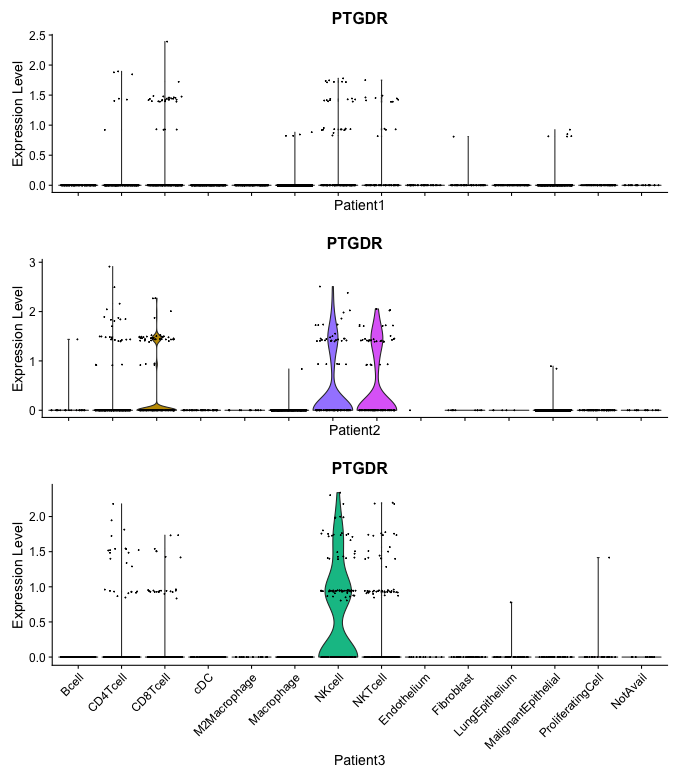 PTGDR
Expression Level
2.5
2.0
1.5
1.0
0.5
0.0
Patient1
PTGDR
Expression Level
3
2
1
0
Patient2
PTGDR
Expression Level
2.0
1.5
1.0
0.5
0.0
Bcell
CD4Tcell
CD8Tcell
cDC
M2Macrophage
Macrophage
NKcell
NKTcell
Endothelium
Fibroblast
LungEpithelium
MalignantEpithelial
ProliferatingCell
NotAvail
Patient3